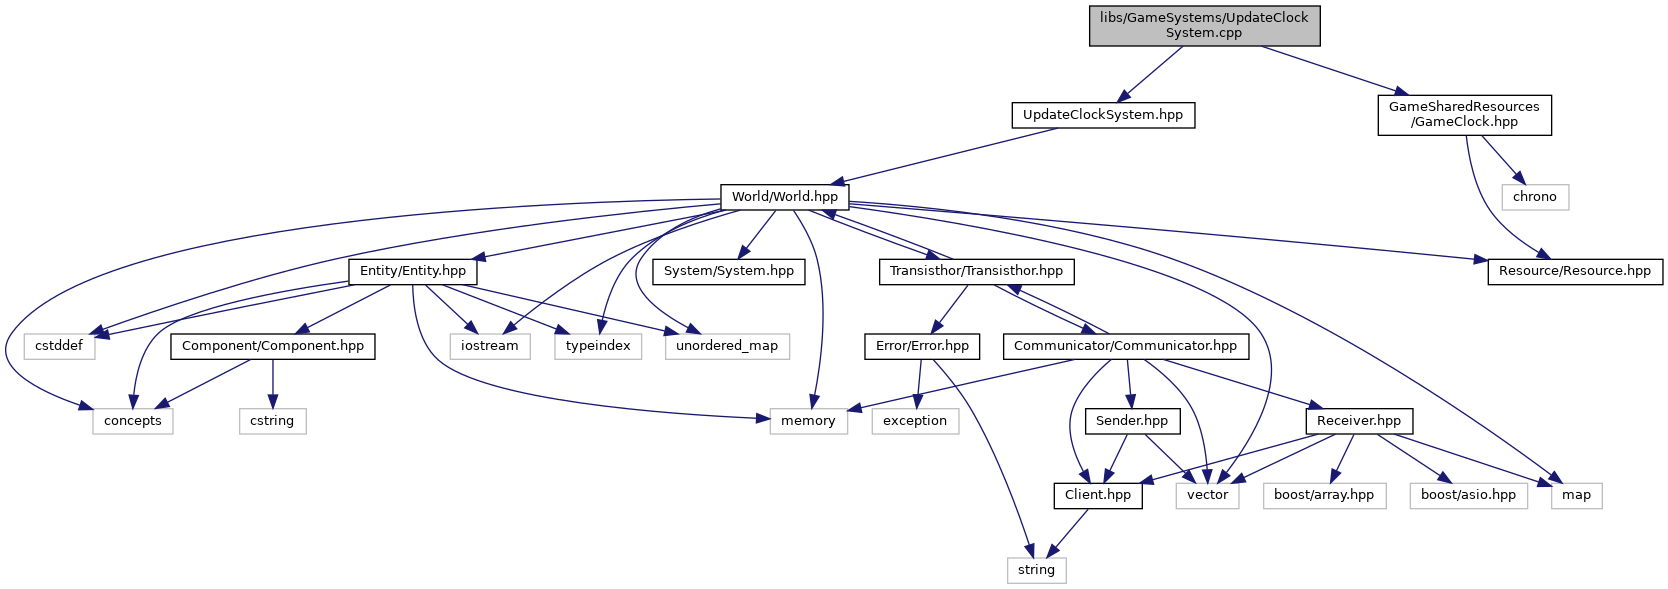 libs/GameSystems/UpdateClock
System.cpp
UpdateClockSystem.hpp
GameSharedResources
/GameClock.hpp
World/World.hpp
chrono
Entity/Entity.hpp
System/System.hpp
Transisthor/Transisthor.hpp
Resource/Resource.hpp
cstddef
Component/Component.hpp
iostream
typeindex
unordered_map
Error/Error.hpp
Communicator/Communicator.hpp
concepts
cstring
memory
exception
Sender.hpp
Receiver.hpp
Client.hpp
vector
boost/array.hpp
boost/asio.hpp
map
string